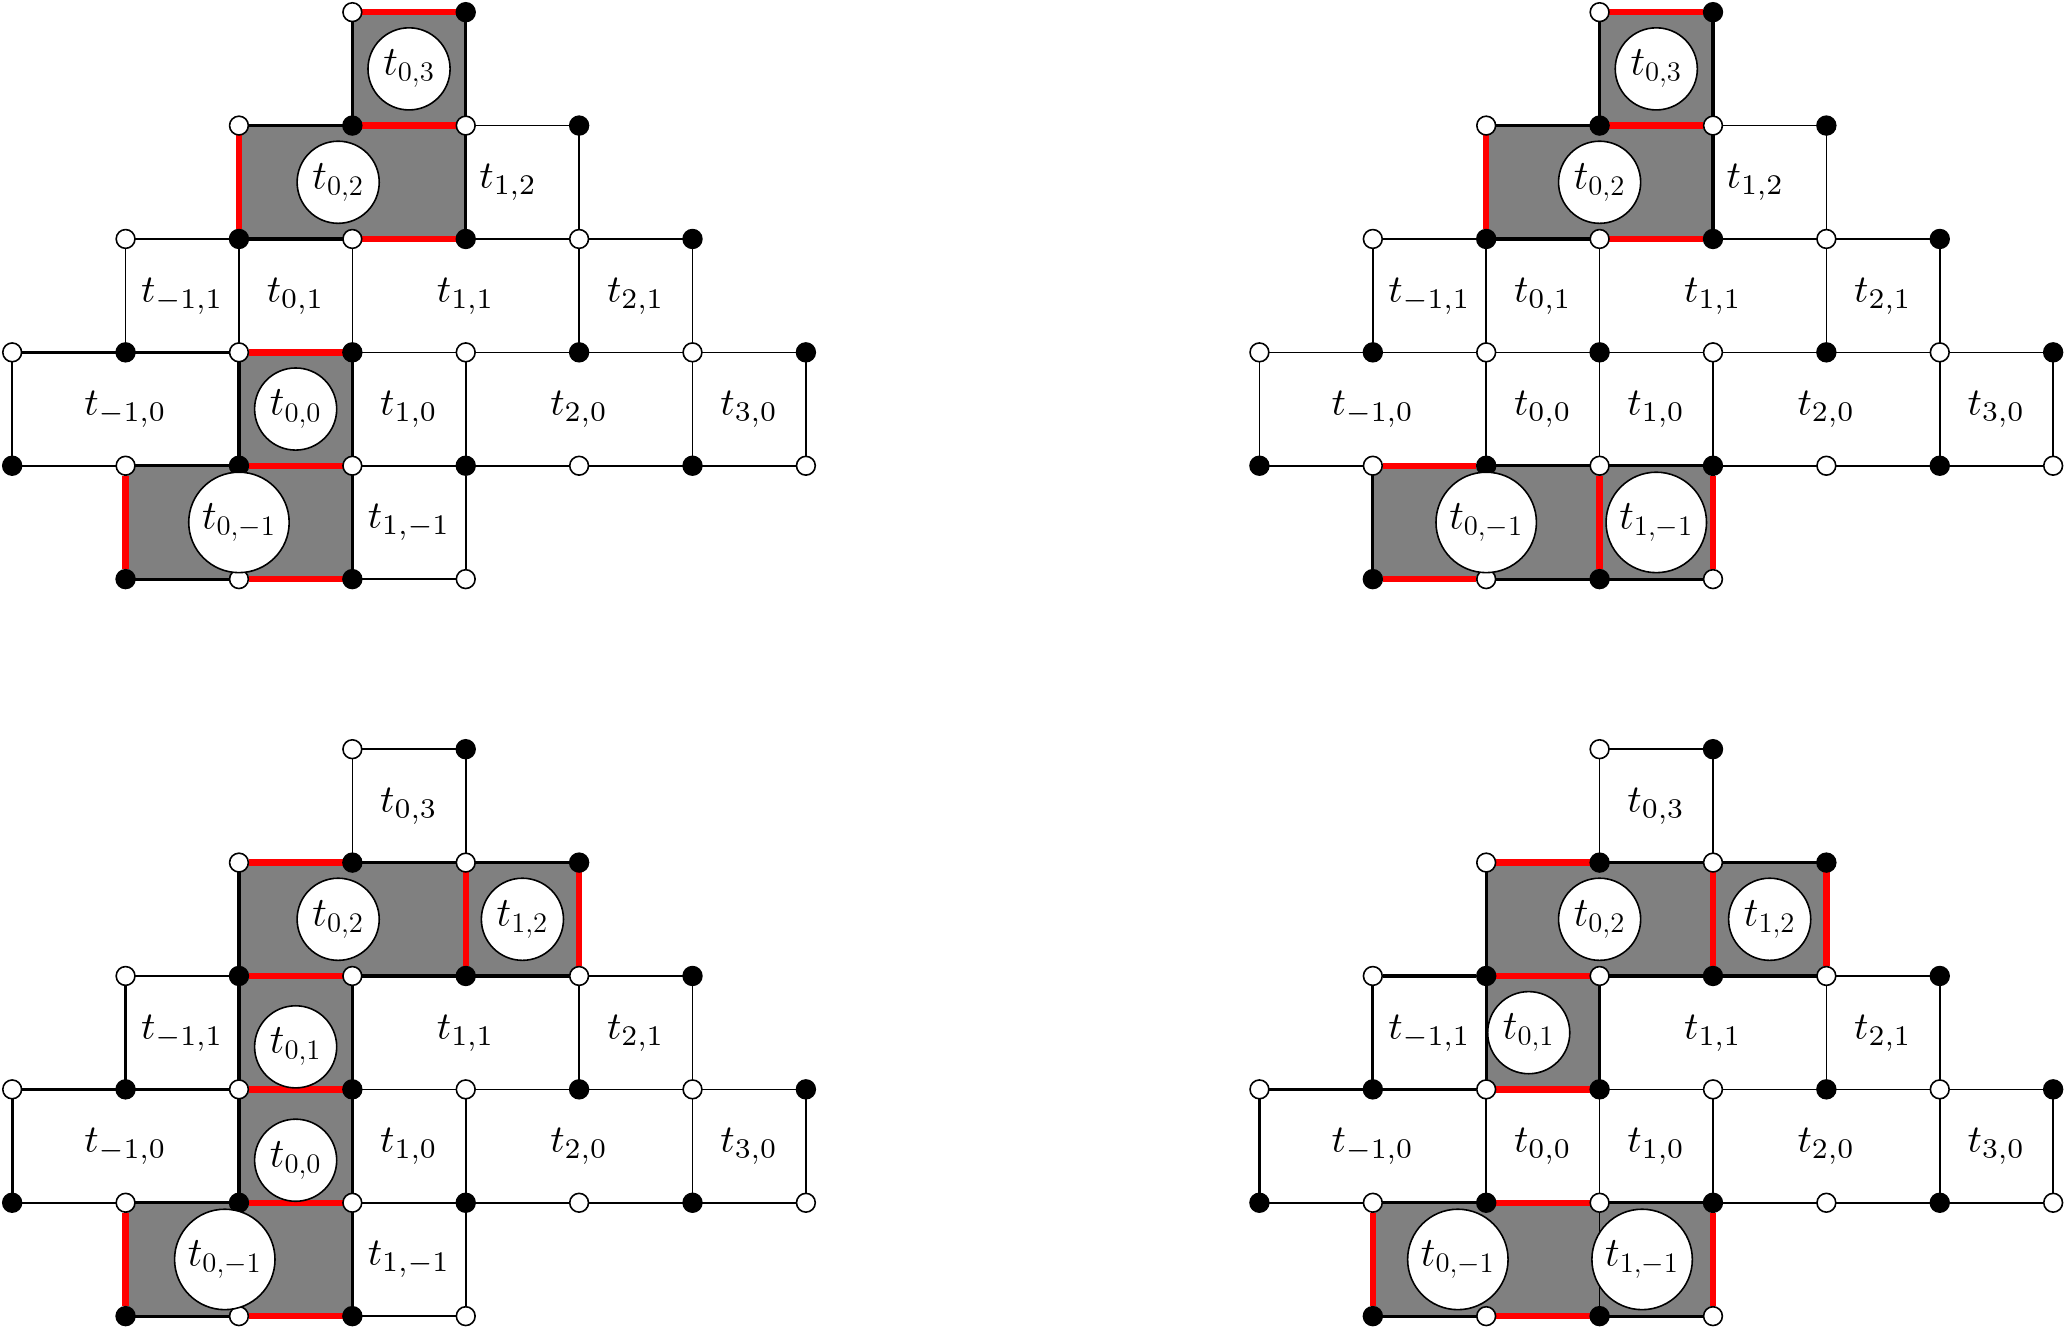 t_{0,3} t_{0,3}
t_{0,2} t_{1,2} t_{0,2} t_{1,2}
t_{-1,1} t_{0,1} t_{1,1} t_{2,1} t_{-1,1} t_{0,1} t_{1,1} t_{2,1}
t_{-1,0} t_{0,0} t_{1,0} t_{2,0} t_{3,0} t_{-1,0} t_{0,0} t_{1,0} t_{2,0} t_{3,0}
t_{0,-1} t_{1,-1} t_{0,-1} t_{1,-1}
t_{0,3} t_{0,3}
t_{0,2} t_{1,2} t_{0,2} t_{1,2}
t_{-1,1} t_{0,1} t_{1,1} t_{2,1} t_{-1,1} t_{0,1} t_{1,1} t_{2,1}
t_{-1,0} t_{0,0} t_{1,0} t_{2,0} t_{3,0} t_{-1,0} t_{0,0} t_{1,0} t_{2,0} t_{3,0}
t_{0,-1} t_{1,-1} t_{0,-1} t_{1,-1}